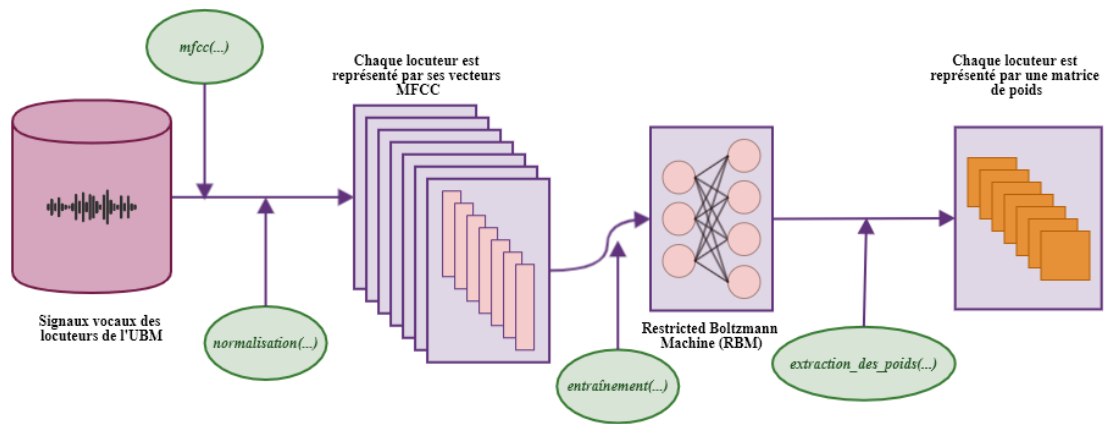 mfcc(...)
Chaque locuteur est
représenté par ses vecteurs
MFCC
Chaque locuteur est
représenté par une matrice
de poids
Signaux vocaux des
locuteurs de l'UBM
normalisation(...)
Restricted Boltzmann
Machine (RBM)
entraînement(...)
extraction_des_poids(...)